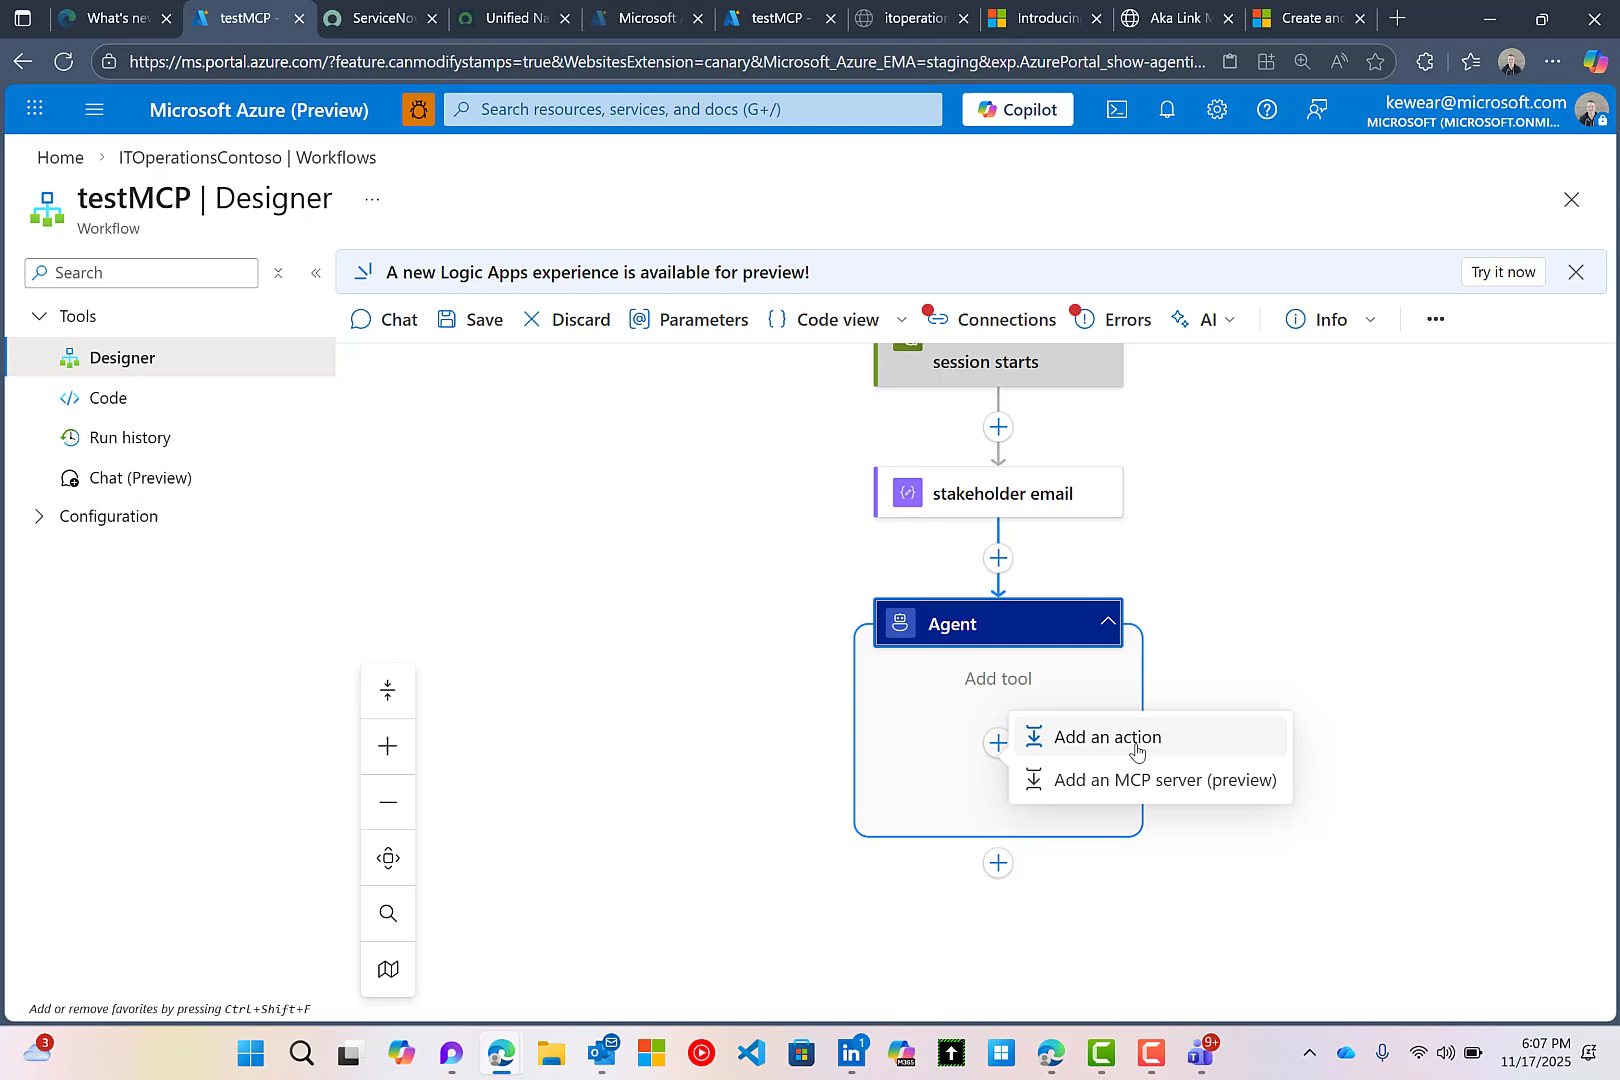 What's ne
testMCP -
ServiceNo
Unified Na
Microsoft
testMCP -
itoperation
Introducin
Aka Link M
Create and
https://ms.portal.azure.com/?feature.canmodifystamps=true&WebsitesExtension=canary&Microsoft_Azure_EMA=staging&exp.AzurePortal_show-agenti...
Microsoft Azure (Preview)
Search resources, services, and docs (G+/)
Copilot
kewear@microsoft.com
MICROSOFT (MICROSOFT.ONMI...
Home > ITOperationsContoso | Workflows
testMCP | Designer ...
Workflow
Search
A new Logic Apps experience is available for preview!
Try it now
Tools
Chat Save Discard Parameters Code view Connections Errors AI Info
Designer
Code
Run history
Chat (Preview)
Configuration
session starts
stakeholder email
Agent
Add tool
Add an action
Add an MCP server (preview)
Add or remove favorites by pressing Ctrl+Shift+F
3
1
M365
9+
6:07 PM
11/17/2025